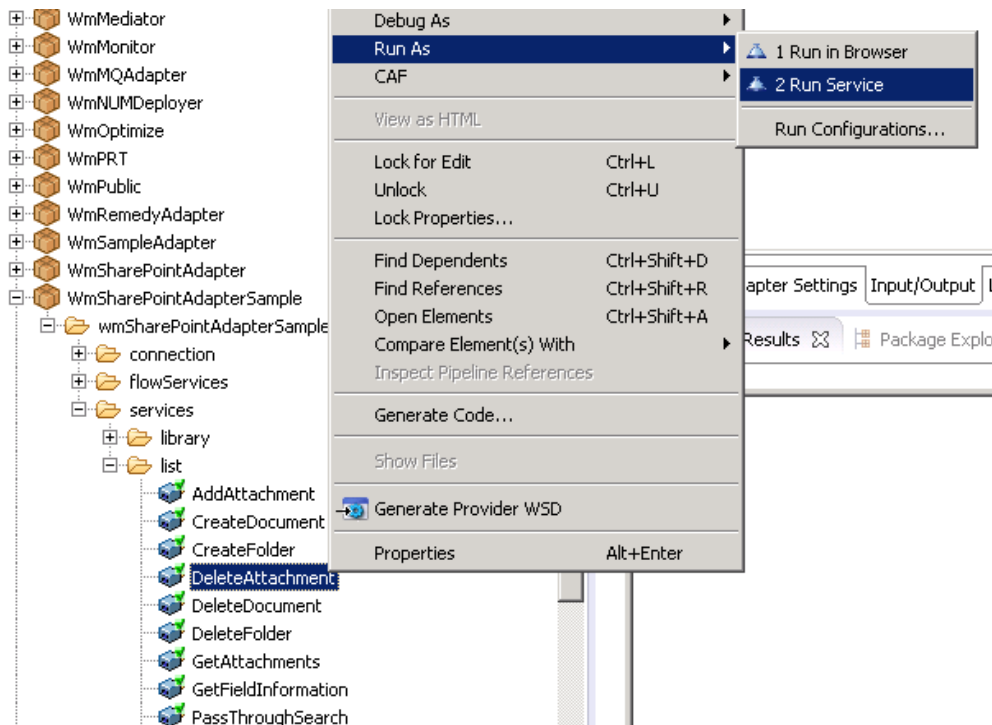 WmMediator
WmMonitor
WmMQAdapter
WmNUMDeployer
WmOptimize
WmPRT
WmPublic
WmRemedyAdapter
WmSampleAdapter
WmSharePointAdapter
WmSharePointAdapterSample
wmSharePointAdapterSample
connection
flowServices
services
library
list
AddAttachment
CreateDocument
CreateFolder
DeleteAttachment
DeleteDocument
DeleteFolder
GetAttachments
GetFieldInformation
PassThroughSearch
Debug As
Run As
CAF
View as HTML
Lock for Edit Ctrl+L
Unlock Ctrl+U
Lock Properties...
Find Dependents Ctrl+Shift+D
Find References Ctrl+Shift+R
Open Elements Ctrl+Shift+A
Compare Element(s) With
Inspect Pipeline References
Generate Code...
Show Files
Generate Provider WSD
Properties Alt+Enter
1 Run in Browser
2 Run Service
Run Configurations...
apter Settings Input/Output L
Results Package Explo